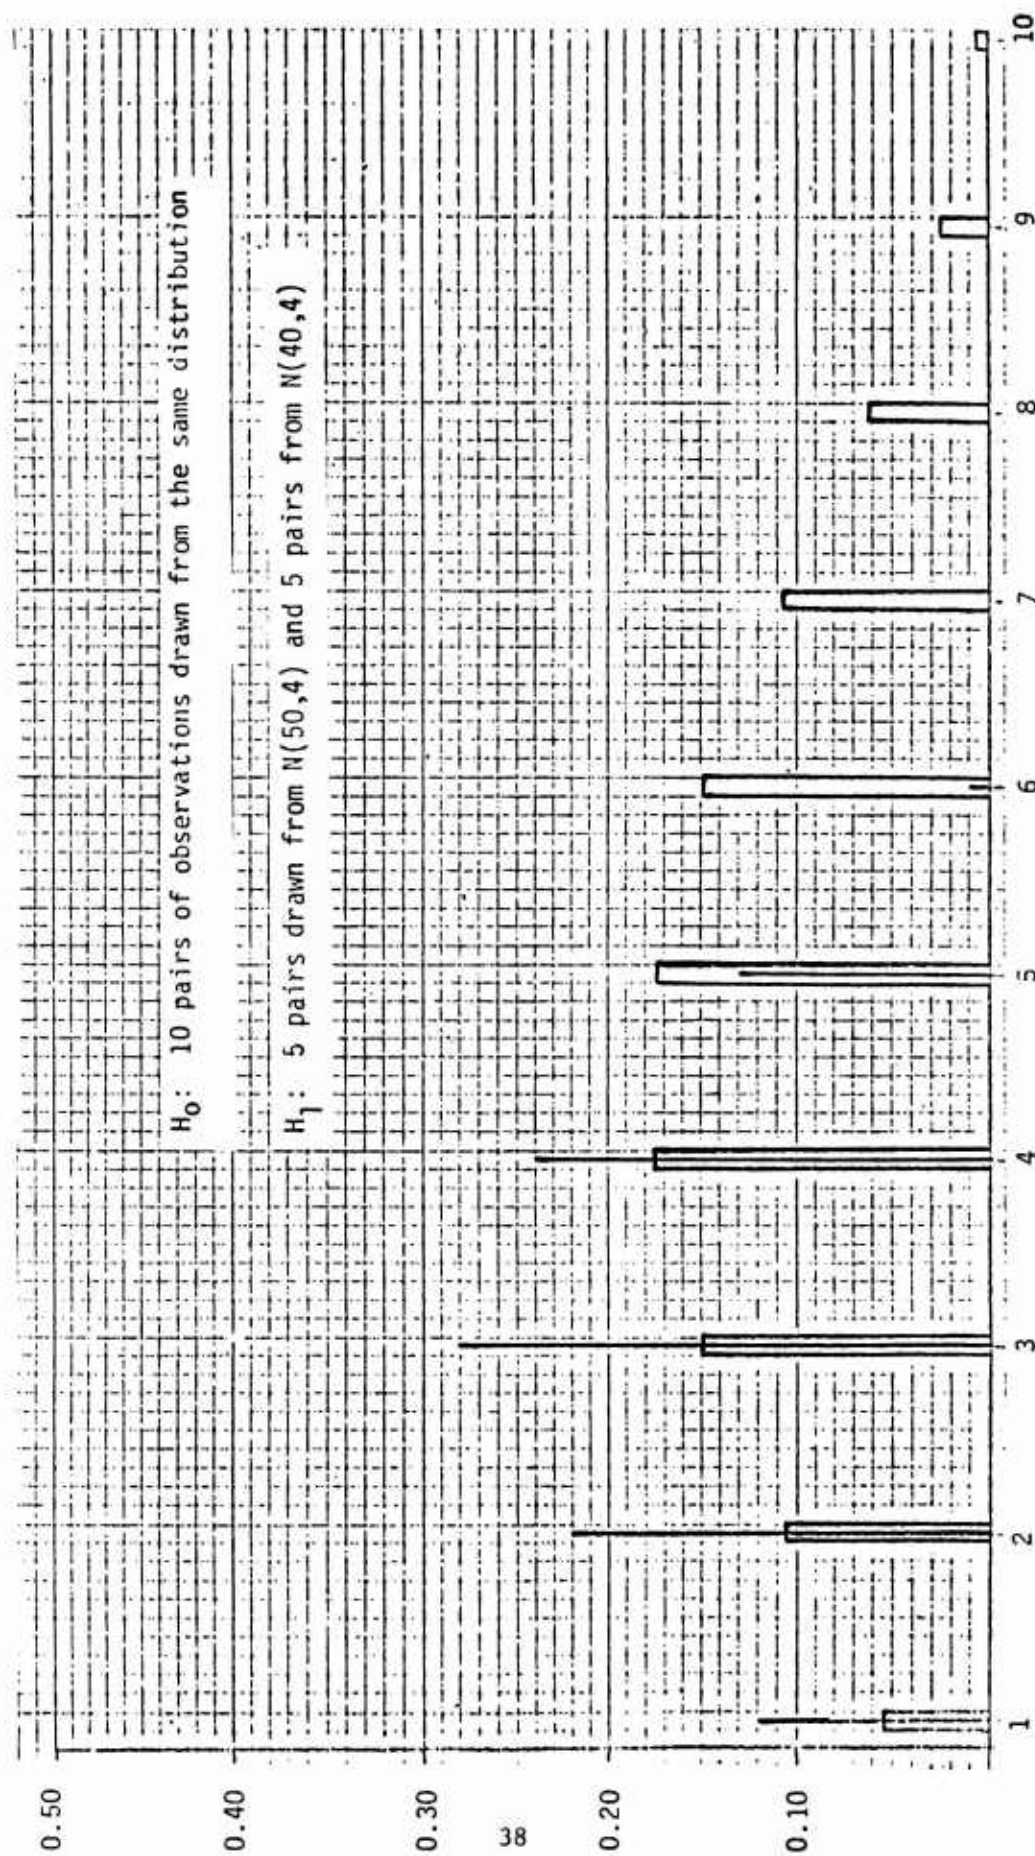 H0: 10 pairs of observations drawn from the same distribution
H1: 5 pairs drawn from N(50,4) and 5 pairs from N(40,4)
0.50
0.40
0.30
0.20
0.10
1 2 3 4 5 6 7 8 9 10
38